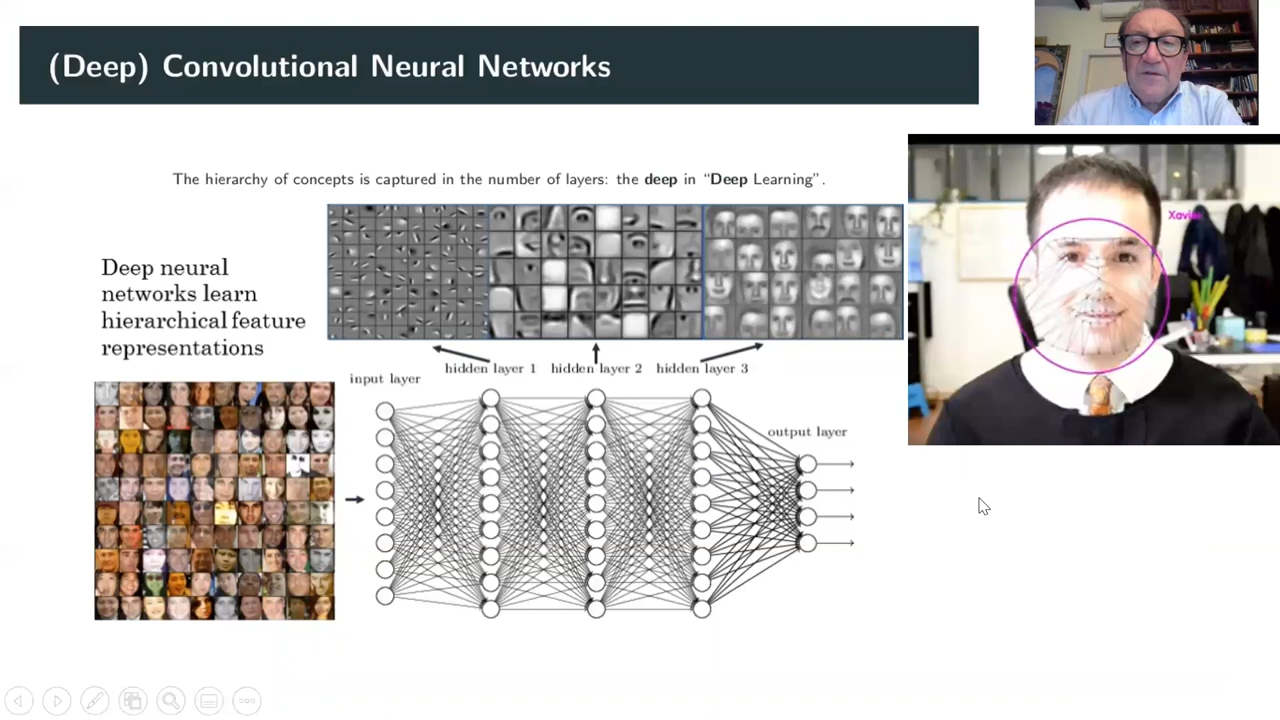 (Deep) Convolutional Neural Networks
The hierarchy of concepts is captured in the number of layers: the deep in “Deep Learning”.
Deep neural
networks learn
hierarchical feature
representations
hidden layer 1 hidden layer 2 hidden layer 3
input layer
output layer